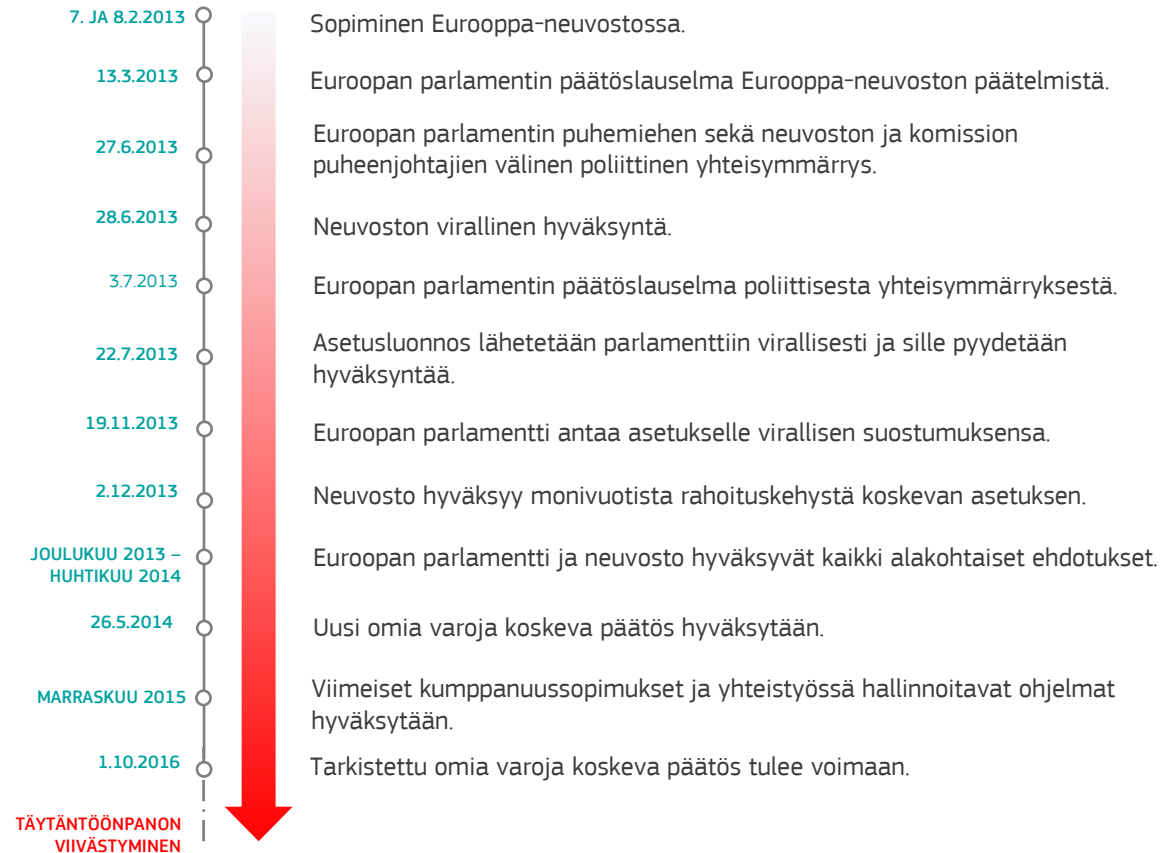 7. JA 8.2.2013
Sopiminen Eurooppa-neuvostossa.
13.3.2013
Euroopan parlamentin päätöslauselma Eurooppa-neuvoston päätelmistä.
27.6.2013
Euroopan parlamentin puhemiehen sekä neuvoston ja komission
puheenjohtajien välinen poliittinen yhteisymmärrys.
28.6.2013
Neuvoston virallinen hyväksyntä.
3.7.2013
Euroopan parlamentin päätöslauselma poliittisesta yhteisymmärryksestä.
22.7.2013
Asetusluonnos lähetetään parlamenttiin virallisesti ja sille pyydetään
hyväksyntää.
19.11.2013
Euroopan parlamentti antaa asetukselle virallisen suostumuksensa.
2.12.2013
Neuvosto hyväksyy monivuotista rahoituskehystä koskevan asetuksen.
JOULUKUU 2013 –
HUHTIKUU 2014
Euroopan parlamentti ja neuvosto hyväksyvät kaikki alakohtaiset ehdotukset.
26.5.2014
Uusi omia varoja koskeva päätös hyväksytään.
MARRASKUU 2015
Viimeiset kumppanuussopimukset ja yhteistyössä hallinnoitavat ohjelmat
hyväksytään.
1.10.2016
Tarkistettu omia varoja koskeva päätös tulee voimaan.
TÄYTÄNTÖÖNPANON
VIIVÄSTYMINEN